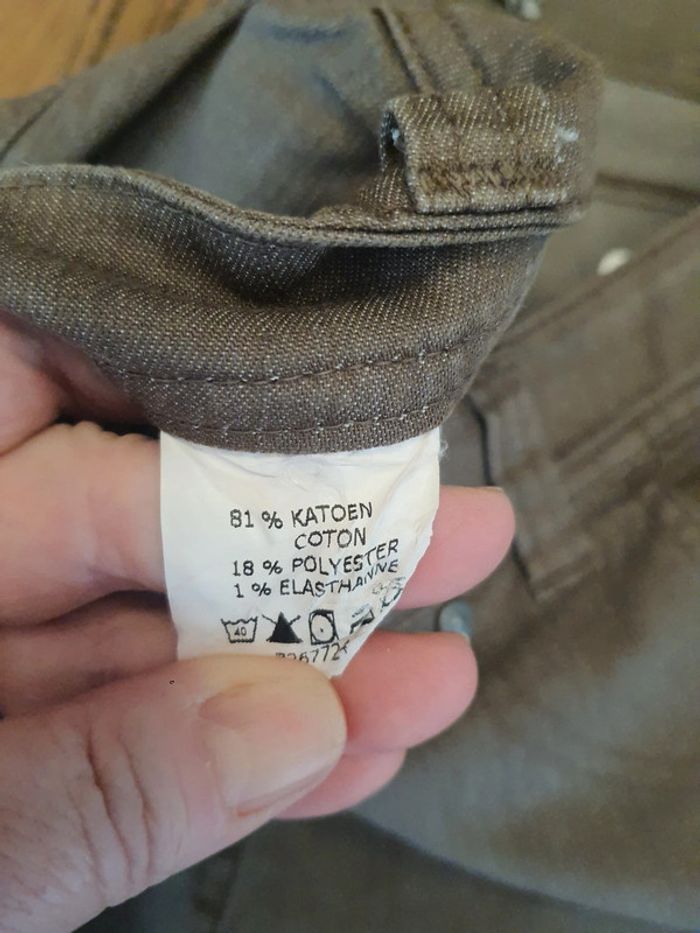 81 % KATOEN
COTON
18 % POLYESTER
1 % ELASTHANNE
40